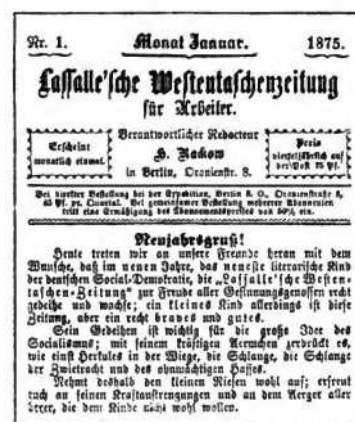 Nr. 1.
Monat Januar.
1875.
Lassalle'sche Westentaschenzeitung
für Arbeiter.
Erscheint
monatlich einmal.
Verantwortlicher Redacteur
H. Rackow
in Berlin, Oranienstr. 8.
Preis
vierteljährlich auf
der Post 75 Pf.
Bei direkter Bestellung bei der Expedition, Berlin S. O., Oranienstraße 8,
65 Pf. pr. Quartal. Bei gemeinsamer Bestellung mehrerer Abonnenten
tritt eine Ermäßigung des Abonnementspreises von 50% ein.
Neujahrsgruß!
Heute treten wir an unsere Freunde heran mit dem
Wunsche, daß im neuen Jahre, das neueste literarische Kind
der deutschen Social-Demokratie, die „Lassalle'sche Westen-
taschen-Zeitung" zur Freude aller Gesinnungsgenossen recht
gedeihe und wachse; ein kleines Kind allerdings ist diese
Zeitung, aber ein recht braves und gutes.
Sein Gedeihen ist wichtig für die große Idee des
Socialismus; mit seinem kräftigen Aermchen zerdrückt es,
wie einst Herkules in der Wiege, die Schlange, die Schlange
der Zwietracht und des ohnmächtigen Hasses.
Nehmt deshalb den kleinen Riesen wohl auf; erfreut
euch an seinen Kraftanstrengungen und an dem Aerger aller
derer, die dem Kinde nicht wohl wollen.